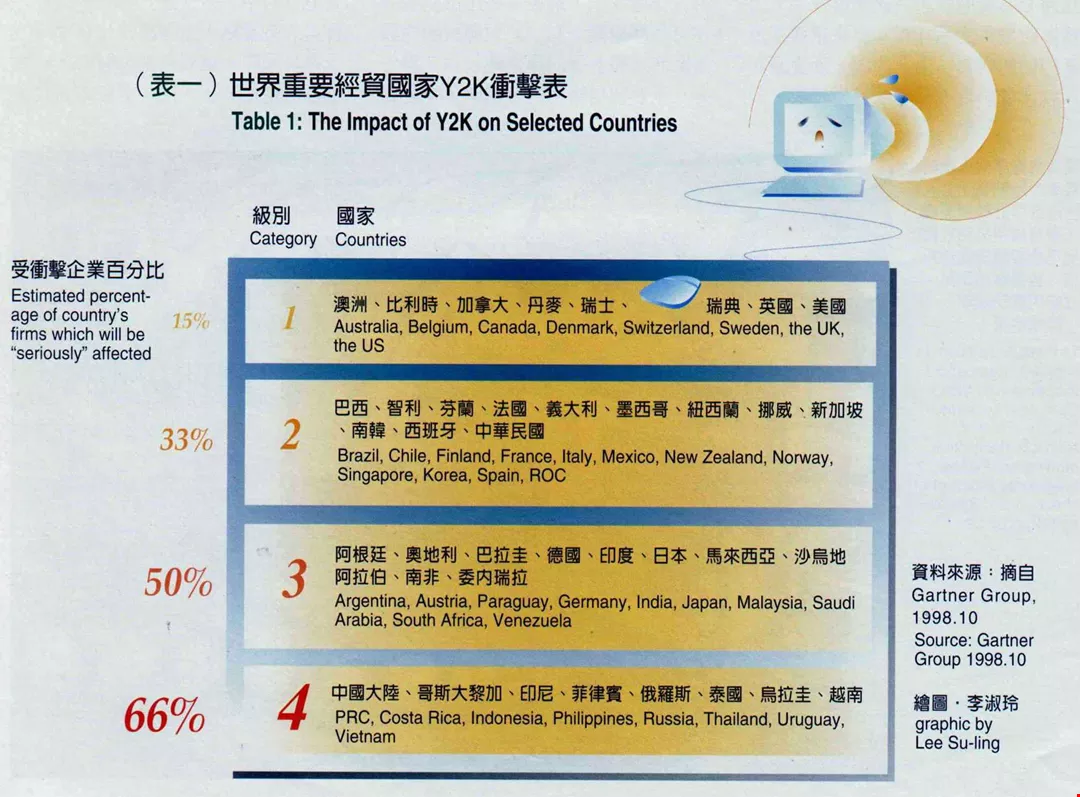 （表一）世界重要經貿國家Y2K衝擊表
Table 1: The Impact of Y2K on Selected Countries
級別 國家
Category Countries
受衝擊企業百分比
Estimated percent-
age of country's
firms which will be
"seriously" affected
15%
1
澳洲、比利時、加拿大、丹麥、瑞士、 瑞典、英國、美國
Australia, Belgium, Canada, Denmark, Switzerland, Sweden, the UK,
the US
33%
2
巴西、智利、芬蘭、法國、義大利、墨西哥、紐西蘭、挪威、新加坡
、南韓、西班牙、中華民國
Brazil, Chile, Finland, France, Italy, Mexico, New Zealand, Norway,
Singapore, Korea, Spain, ROC
50%
3
阿根廷、奧地利、巴拉圭、德國、印度、日本、馬來西亞、沙烏地
阿拉伯、南非、委內瑞拉
Argentina, Austria, Paraguay, Germany, India, Japan, Malaysia, Saudi
Arabia, South Africa, Venezuela
66%
4
中國大陸、哥斯大黎加、印尼、菲律賓、俄羅斯、泰國、烏拉圭、越南
PRC, Costa Rica, Indonesia, Philippines, Russia, Thailand, Uruguay,
Vietnam
資料來源：摘自
Gartner Group,
1998.10
Source: Gartner
Group 1998.10
繪圖・李淑玲
graphic by
Lee Su-ling